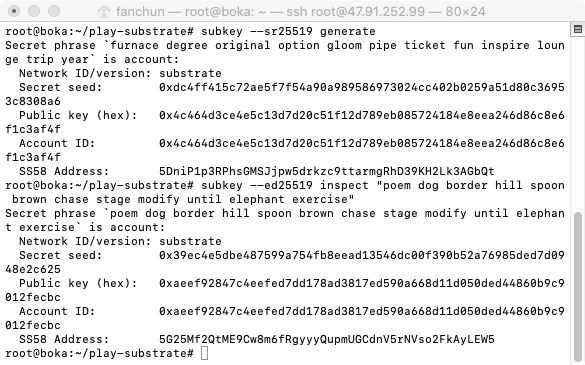 fanchun — root@boka: ~ — ssh root@47.91.252.99 — 80×24
root@boka:~/play-substrate# subkey --sr25519 generate
Secret phrase `furnace degree original option gloom pipe ticket fun inspire loun
ge trip year` is account:
  Network ID/version: substrate
  Secret seed:        0xdc4ff415c72ae5f7f54a90a989586973024cc402b0259a51d80c3695
3c8308a6
  Public key (hex):   0x4c464d3ce4e5c13d7d20c51f12d789eb085724184e8eea246d86c8e6
f1c3af4f
  Account ID:         0x4c464d3ce4e5c13d7d20c51f12d789eb085724184e8eea246d86c8e6
f1c3af4f
  SS58 Address:       5DniP1p3RPhsGMSJjpw5drkzc9ttarmgRhD39KH2Lk3AGbQt
root@boka:~/play-substrate# subkey --ed25519 inspect "poem dog border hill spoon
 brown chase stage modify until elephant exercise"
Secret phrase `poem dog border hill spoon brown chase stage modify until elephan
t exercise` is account:
  Network ID/version: substrate
  Secret seed:        0x39ec4e5dbe487599a754fb8eead13546dc00f390b52a76985ded7d09
48e2c625
  Public key (hex):   0xaeef92847c4eefed7dd178ad3817ed590a668d11d050ded44860b9c9
012fecbc
  Account ID:         0xaeef92847c4eefed7dd178ad3817ed590a668d11d050ded44860b9c9
012fecbc
  SS58 Address:       5G25Mf2QtME9Cw8m6fRgyyyQupmUGCdnV5rNVso2FkAyLEW5
root@boka:~/play-substrate#